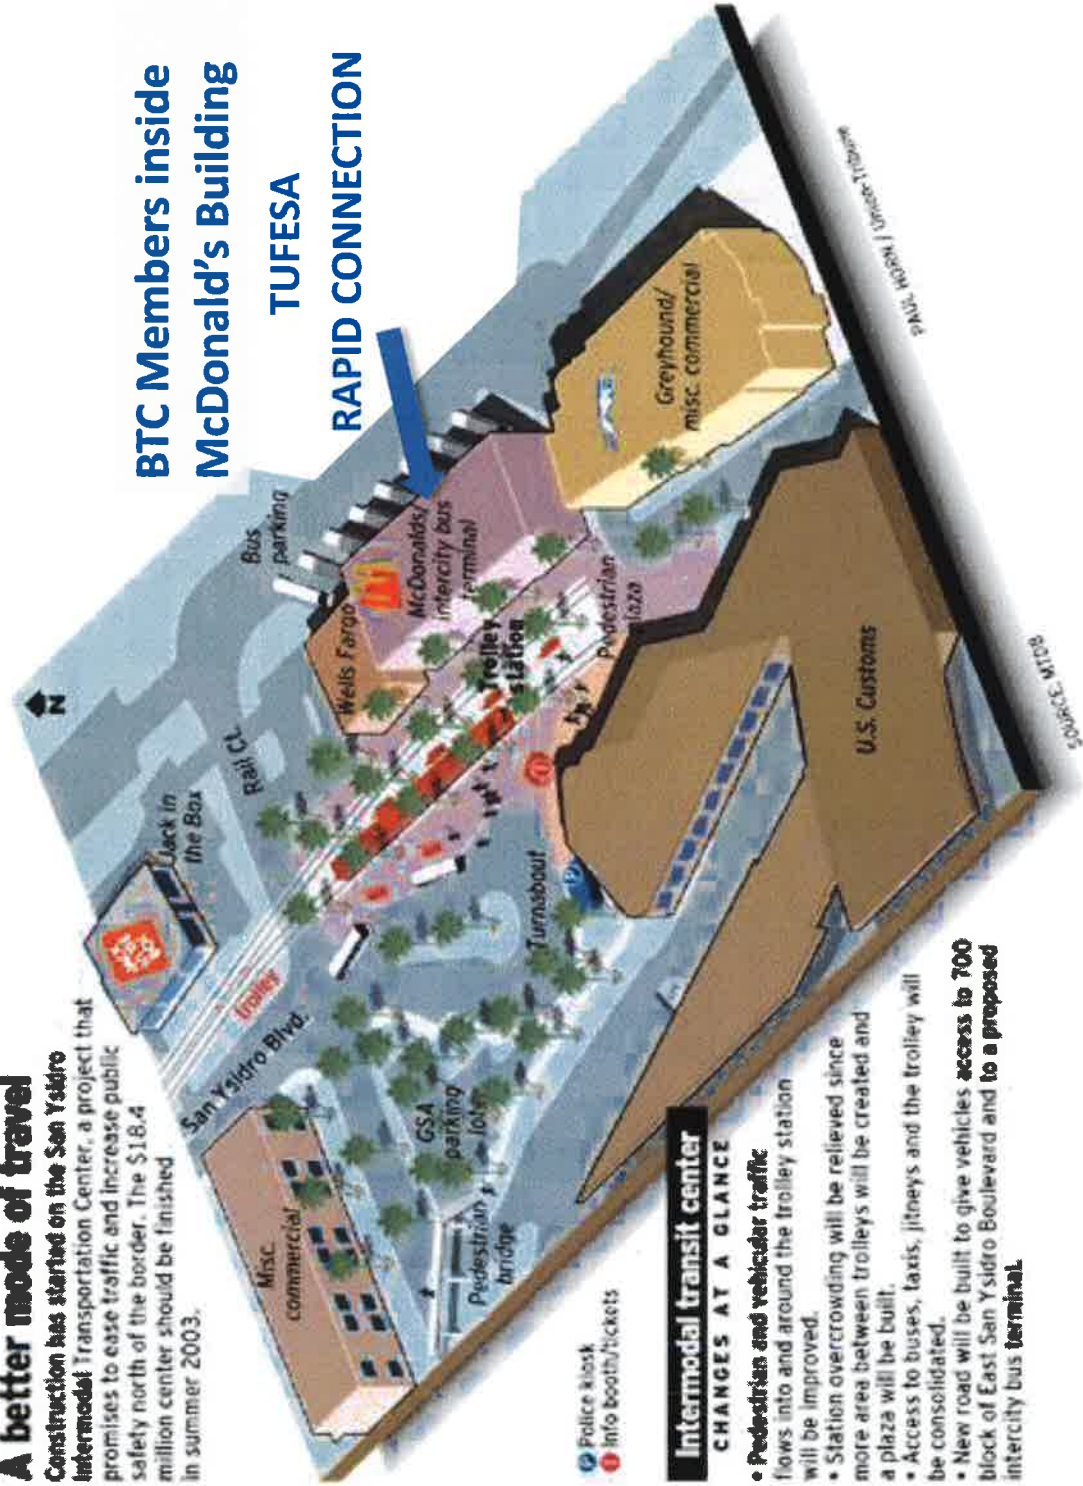 A better mode of travel
Construction has started on the San Ysidro
Intermodal Transportation Center, a project that
promises to ease traffic and increase public
safety north of the border. The $18.4
million center should be finished
in summer 2003.
BTC Members inside
McDonald's Building
TUFESA
RAPID CONNECTION
N
Jack in
the Box
Rail Ct.
Bus
parking
Wells Fargo
McDonalds/
intercity bus
terminal
Trolley
station
Greyhound/
misc. commercial
Pedestrian
plaza
trolley
San Ysidro Blvd.
Misc.
commercial
GSA
parking
lot
Turnabout
Pedestrian
bridge
U.S. Customs
P Police kiosk
i Info booth/tickets
Intermodal transit center
CHANGES AT A GLANCE
• Pedestrian and vehicular traffic
flows into and around the trolley station
will be improved.
• Station overcrowding will be relieved since
more area between trolleys will be created and
a plaza will be built.
• Access to buses, taxis, jitneys and the trolley will
be consolidated.
• New road will be built to give vehicles access to 700
block of East San Ysidro Boulevard and to a proposed
intercity bus terminal.
SOURCE: MTDB
PAUL HORN / Union-Tribune